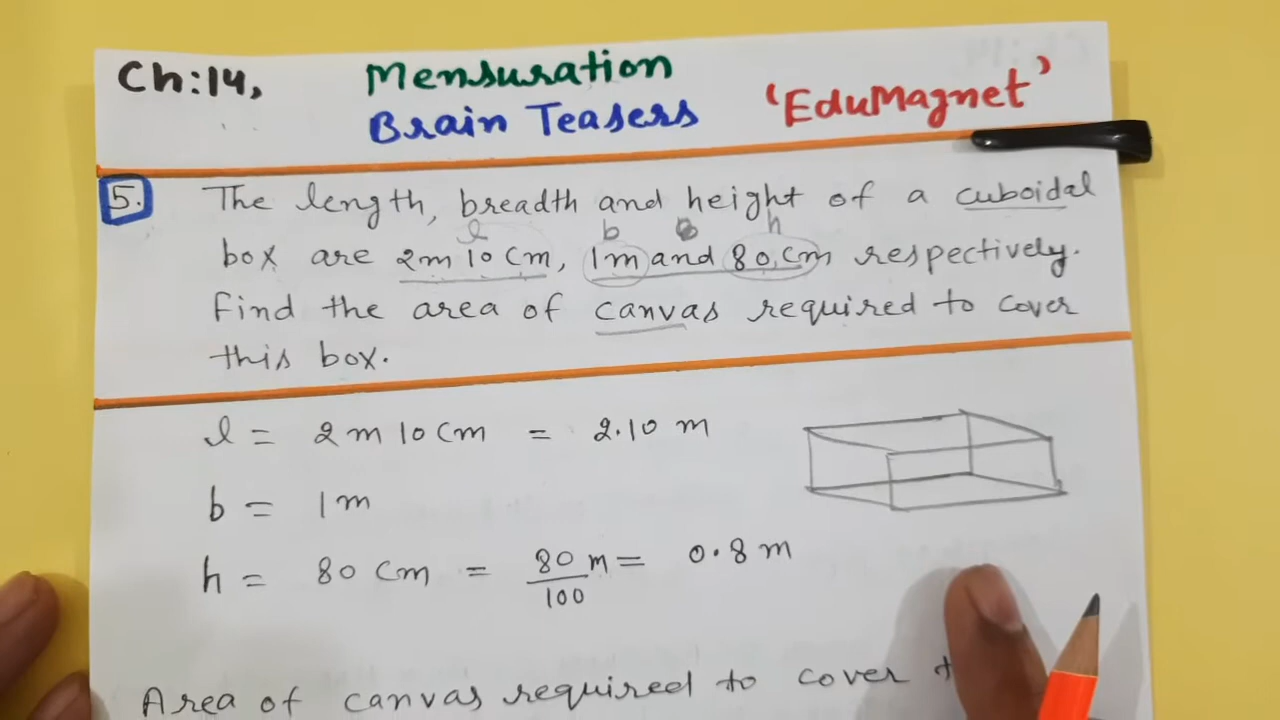 Ch:14,
Mensuration
Brain Teasers
'EduMagnet'
5. The length, breadth and height of a cuboidal
l b b h
box are 2m 10 cm, 1m and 80 cm respectively.
Find the area of canvas required to cover
this box.
l = 2 m 10 cm = 2.10 m
b = 1 m
h = 80 cm = 80/100 m = 0.8 m
Area of canvas required to cover